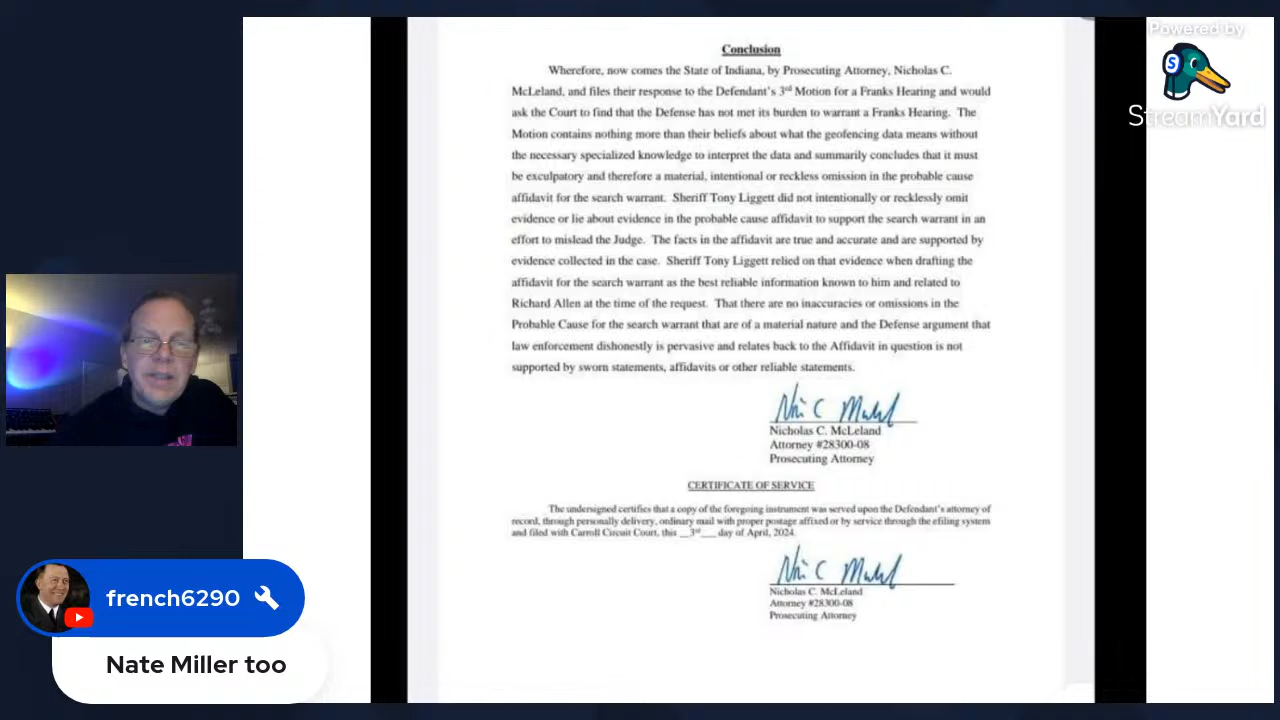 Powered by
StreamYard
Conclusion
Wherefore, now comes the State of Indiana, by Prosecuting Attorney, Nicholas C.
McLeland, and files their response to the Defendant's 3rd Motion for a Franks Hearing and would
ask the Court to find that the Defense has not met its burden to warrant a Franks Hearing. The
Motion contains nothing more than their beliefs about what the geofencing data means without
the necessary specialized knowledge to interpret the data and summarily concludes that it must
be exculpatory and therefore a material, intentional or reckless omission in the probable cause
affidavit for the search warrant. Sheriff Tony Liggett did not intentionally or recklessly omit
evidence or lie about evidence in the probable cause affidavit to support the search warrant in an
effort to mislead the Judge. The facts in the affidavit are true and accurate and are supported by
evidence collected in the case. Sheriff Tony Liggett relied on that evidence when drafting the
affidavit for the search warrant as the best reliable information known to him and related to
Richard Allen at the time of the request. That there are no inaccuracies or omissions in the
Probable Cause for the search warrant that are of a material nature and the Defense argument that
law enforcement dishonestly is pervasive and relates back to the Affidavit in question is not
supported by sworn statements, affidavits or other reliable statements.
Nicholas C. McLeland
Attorney #28300-08
Prosecuting Attorney
CERTIFICATE OF SERVICE
The undersigned certifies that a copy of the foregoing instrument was served upon the Defendant's attorney of
record, through personally delivery, ordinary mail with proper postage affixed or by service through the efiling system
and filed with Carroll Circuit Court, this __3rd___ day of April, 2024.
Nicholas C. McLeland
Attorney #28300-08
Prosecuting Attorney
french6290
Nate Miller too